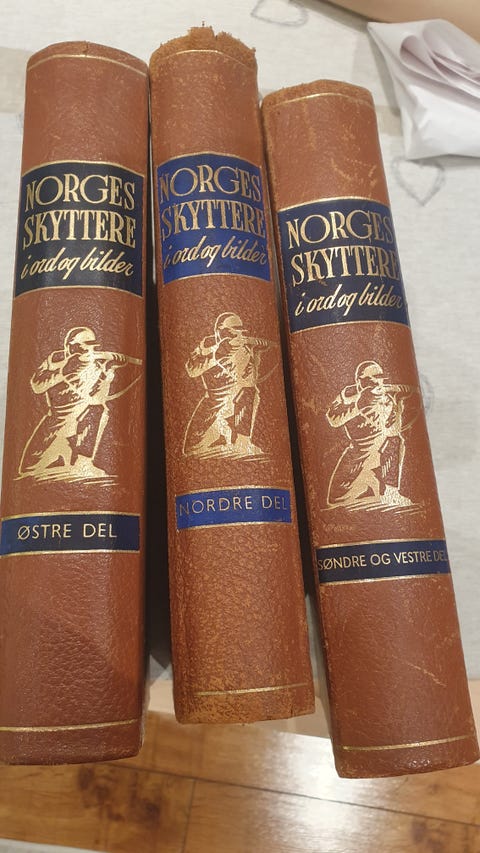 NORGES
SKYTTERE
i ord og bilder
ØSTRE DEL
NORGES
SKYTTERE
i ord og bilder
NORDRE DEL
NORGES
SKYTTERE
i ord og bilder
SØNDRE OG VESTRE DEL